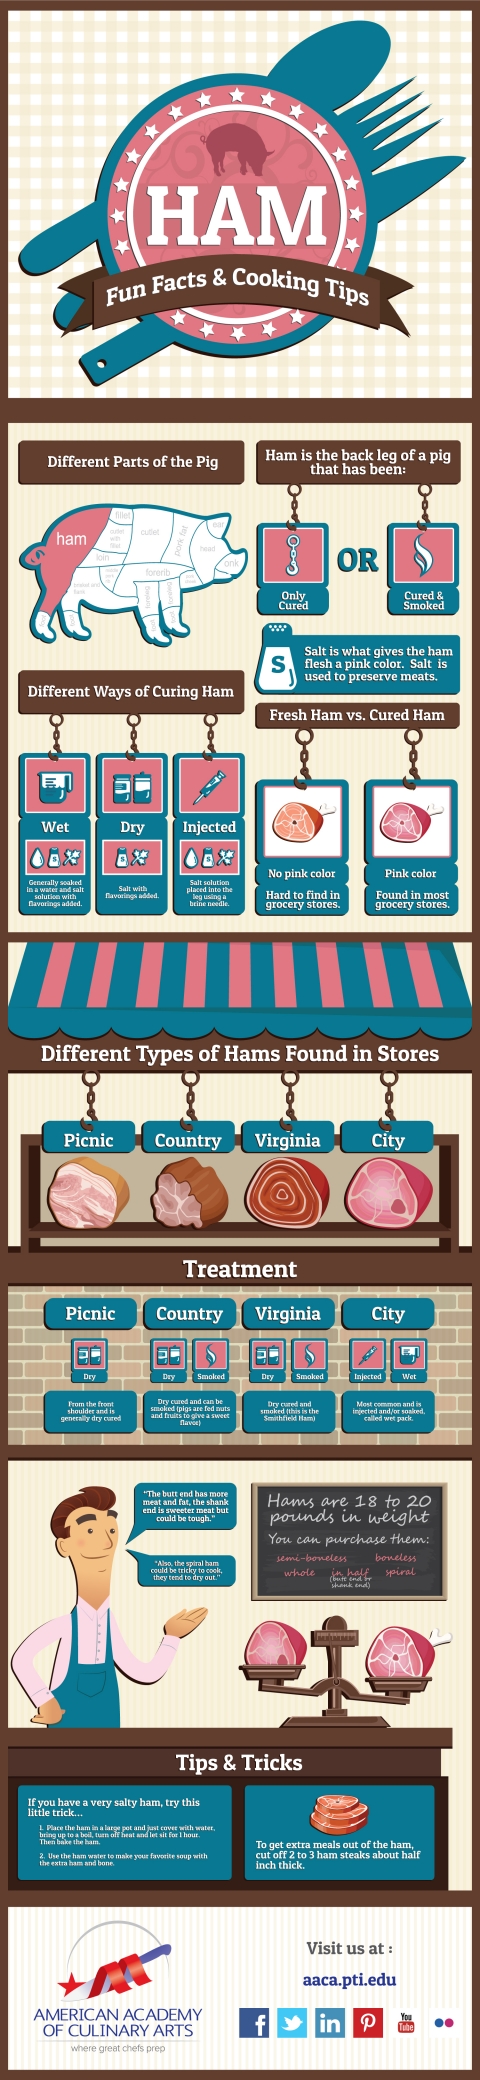 HAM
Fun Facts & Cooking Tips
Different Parts of the Pig
ham
fillet
cutlet
pork fat
ear
head
onk
loin
forerib
Ham is the back leg of a pig
that has been:
Only
Cured
OR
Cured &
Smoked
S
Salt is what gives the ham
flesh a pink color. Salt is
used to preserve meats.
Different Ways of Curing Ham
Wet
Generally soaked
in a water and salt
solution with
flavorings added.
Dry
Salt with
flavorings added.
Injected
Salt solution
placed into the
leg using a
brine needle.
Fresh Ham vs. Cured Ham
No pink color
Hard to find in
grocery stores.
Pink color
Found in most
grocery stores.
Different Types of Hams Found in Stores
Picnic
Country
Virginia
City
Treatment
Picnic
Dry
From the front
shoulder and is
generally dry cured
Country
Dry
Smoked
Dry cured and can be
smoked (pigs are fed nuts
and fruits to give a sweet
flavor)
Virginia
Dry
Smoked
Dry cured and
smoked (this is the
Smithfield Ham)
City
Injected
Wet
Most common and is
injected and/or soaked,
called wet pack.
"The butt end has more
meat and fat, the shank
end is sweeter meat but
could be tough."
"Also, the spiral ham
could be tricky to cook,
they tend to dry out."
Hams are 18 to 20
pounds in weight
You can purchase them:
semi-boneless boneless
whole in half spiral
(butt end or
shank end)
Tips & Tricks
If you have a very salty ham, try this
little trick...
1. Place the ham in a large pot and just cover with water,
bring up to a boil, turn off heat and let sit for 1 hour.
Then bake the ham.
2. Use the ham water to make your favorite soup with
the extra ham and bone.
To get extra meals out of the ham,
cut off 2 to 3 ham steaks about half
inch thick.
AMERICAN ACADEMY
OF CULINARY ARTS
where great chefs prep
Visit us at :
aaca.pti.edu
You
Tube